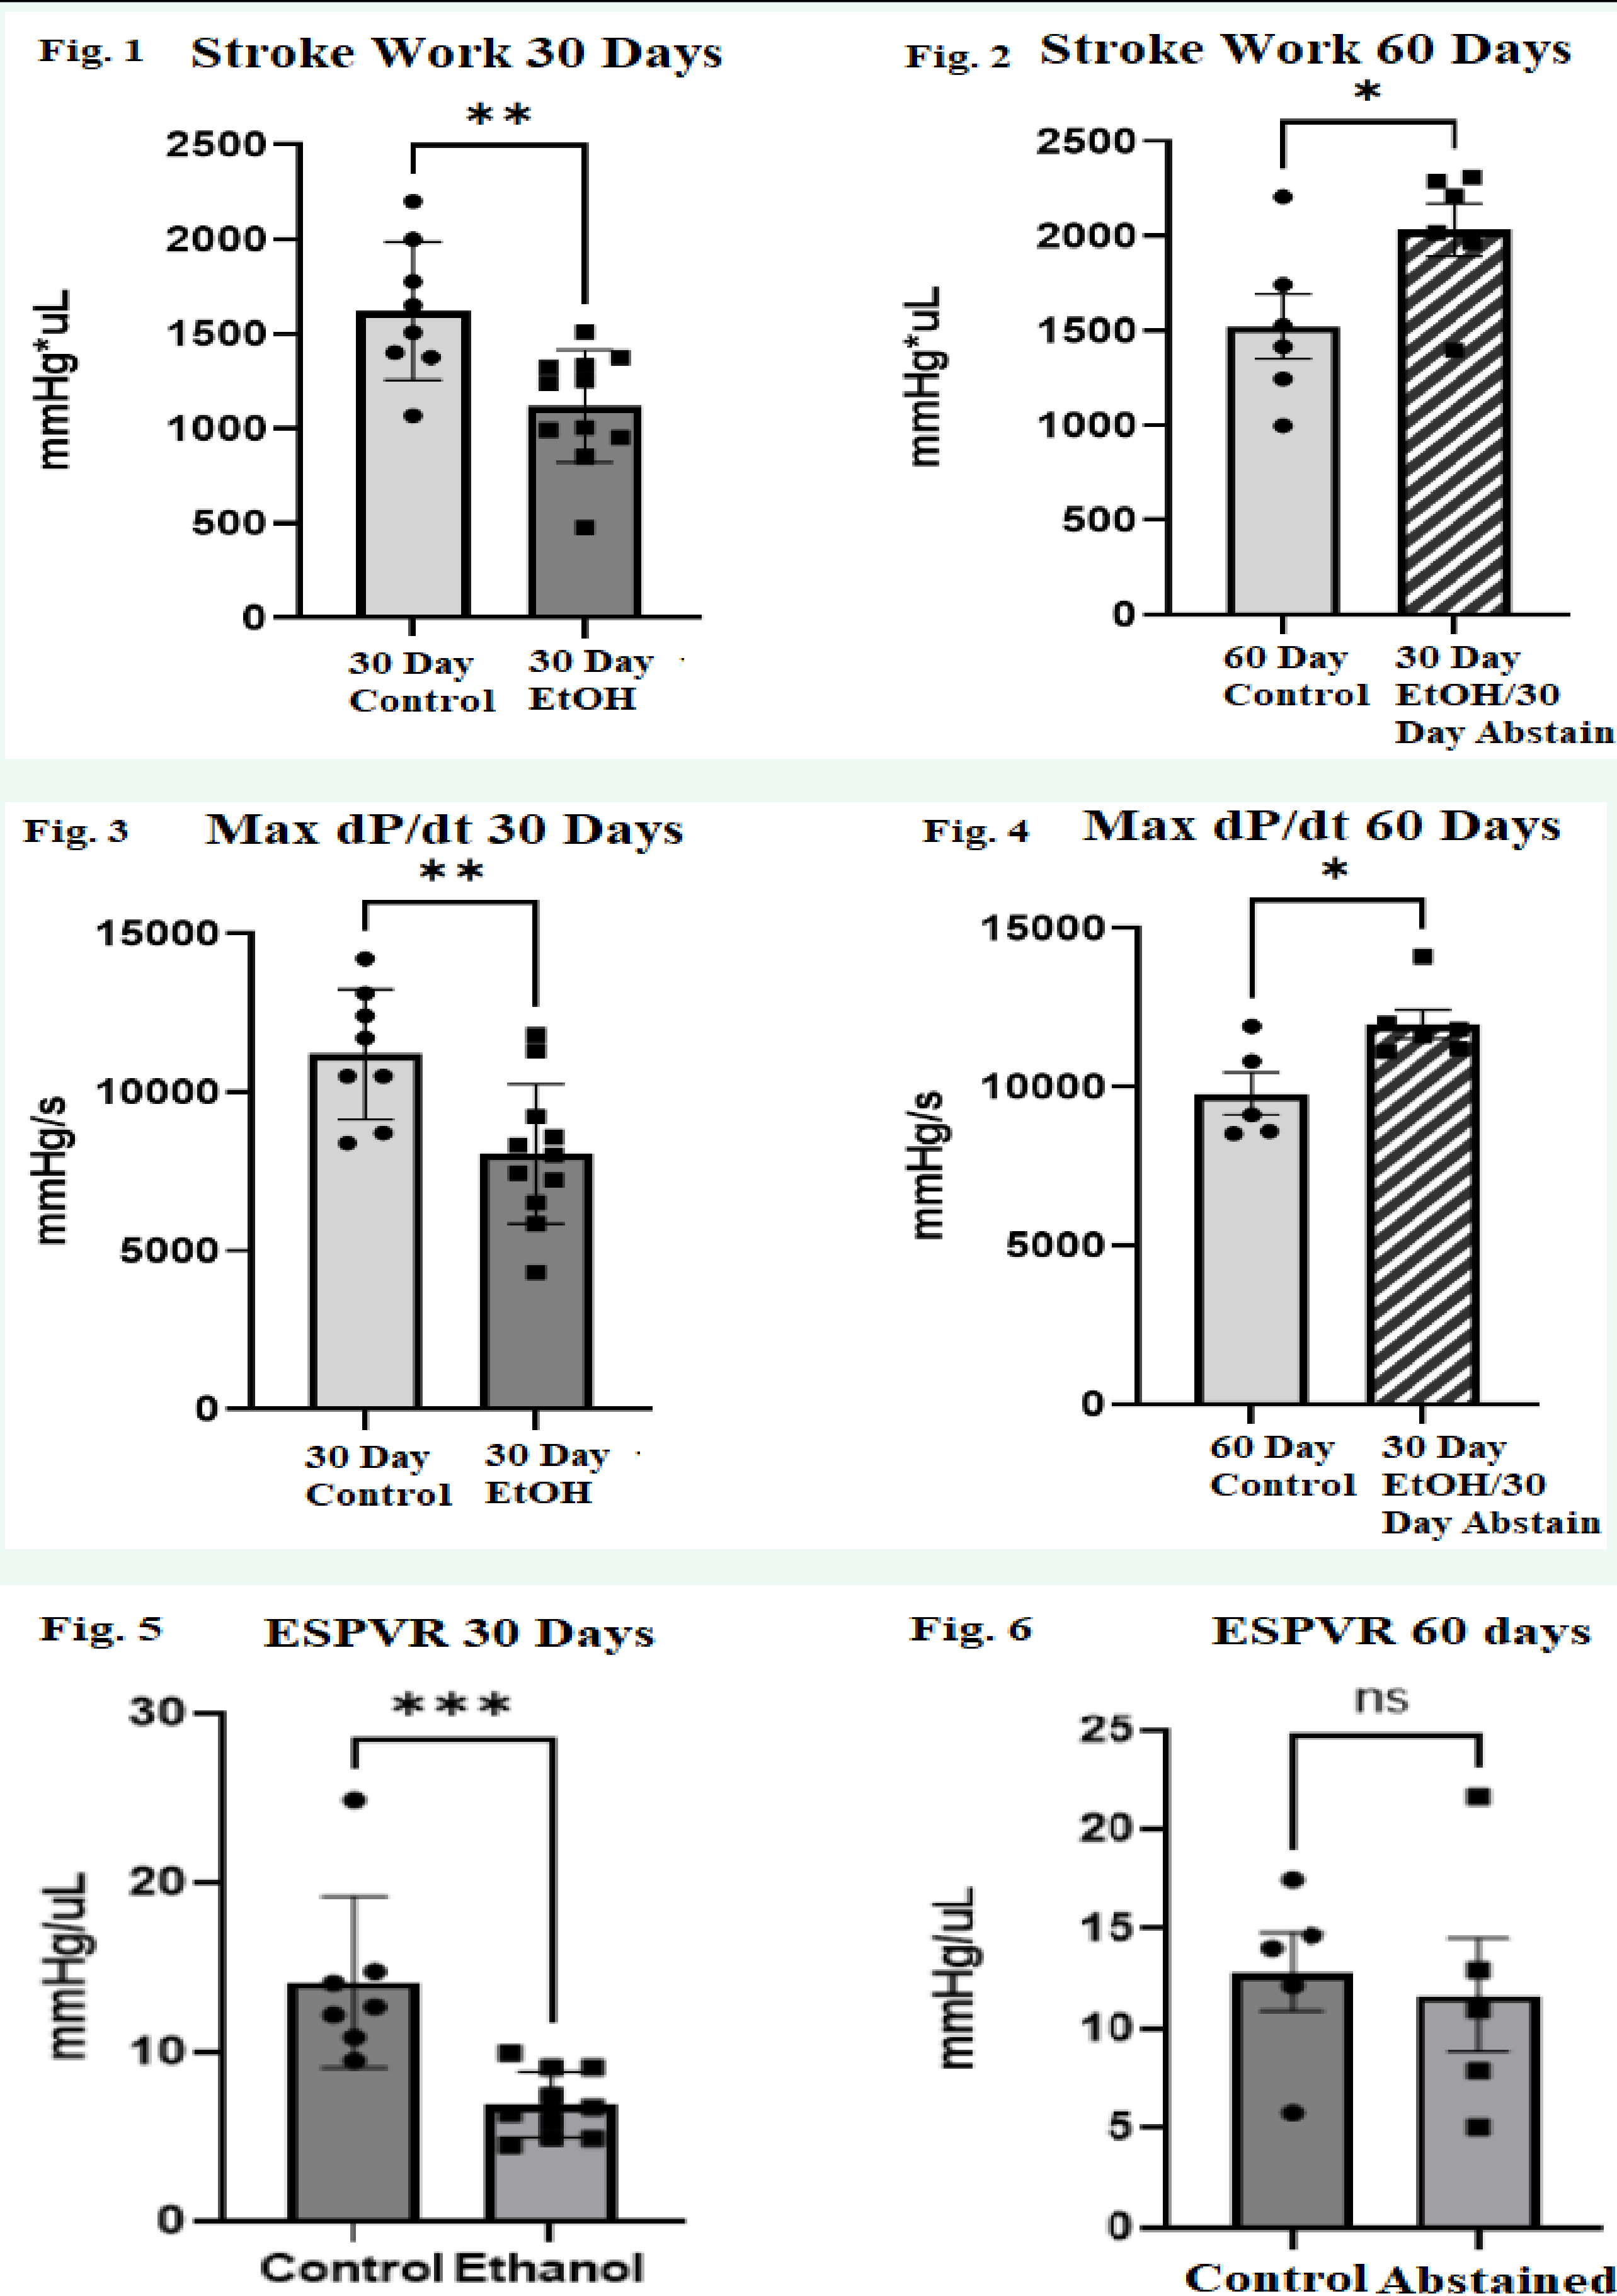 Fig. 1 Stroke Work 30 Days
**
2500
2000
1500
1000
500
0
mmHg*uL
30 Day
Control
30 Day
EtOH
Fig. 2 Stroke Work 60 Days
*
2500
2000
1500
1000
500
0
mmHg*uL
60 Day
Control
30 Day
EtOH/30
Day Abstain
Fig. 3 Max dP/dt 30 Days
**
15000
10000
5000
0
mmHg/s
30 Day
Control
30 Day
EtOH
Fig. 4 Max dP/dt 60 Days
*
15000
10000
5000
0
mmHg/s
60 Day
Control
30 Day
EtOH/30
Day Abstain
Fig. 5 ESPVR 30 Days
***
30
20
10
0
mmHg/uL
Control Ethanol
Fig. 6 ESPVR 60 days
ns
25
20
15
10
5
0
mmHg/uL
Control Abstained